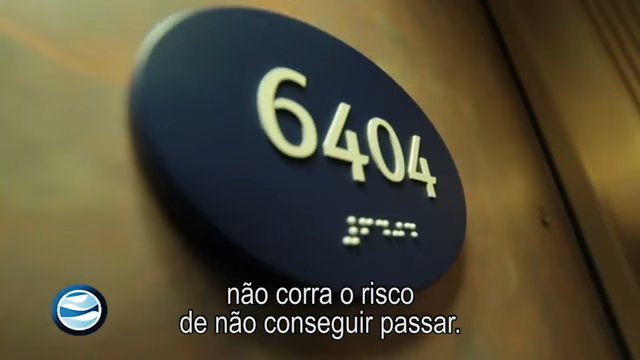 6404
não corra o risco
de não conseguir passar.